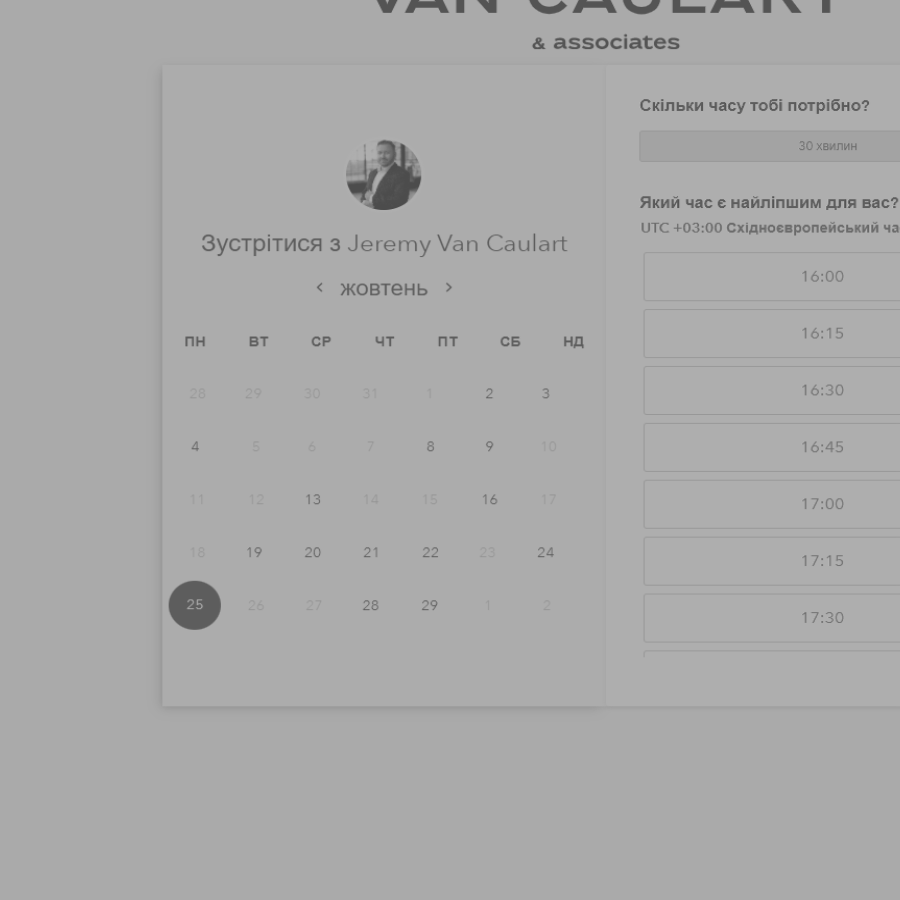 VAN CAULART
& associates
Зустрітися з Jeremy Van Caulart
жовтень
ПН ВТ СР ЧТ ПТ СБ НД
28 29 30 31 1 2 3
4 5 6 7 8 9 10
11 12 13 14 15 16 17
18 19 20 21 22 23 24
25 26 27 28 29 1 2
Скільки часу тобі потрібно?
30 хвилин
Який час є найліпшим для вас?
UTC +03:00 Східноєвропейський
16:00
16:15
16:30
16:45
17:00
17:15
17:30